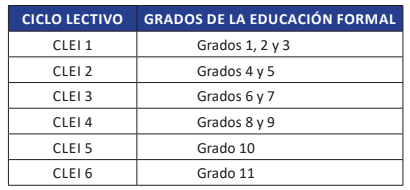 CICLO LECTIVO GRADOS DE LA EDUCACIÓN FORMAL
CLEI 1 Grados 1, 2 y 3
CLEI 2 Grados 4 y 5
CLEI 3 Grados 6 y 7
CLEI 4 Grados 8 y 9
CLEI 5 Grado 10
CLEI 6 Grado 11